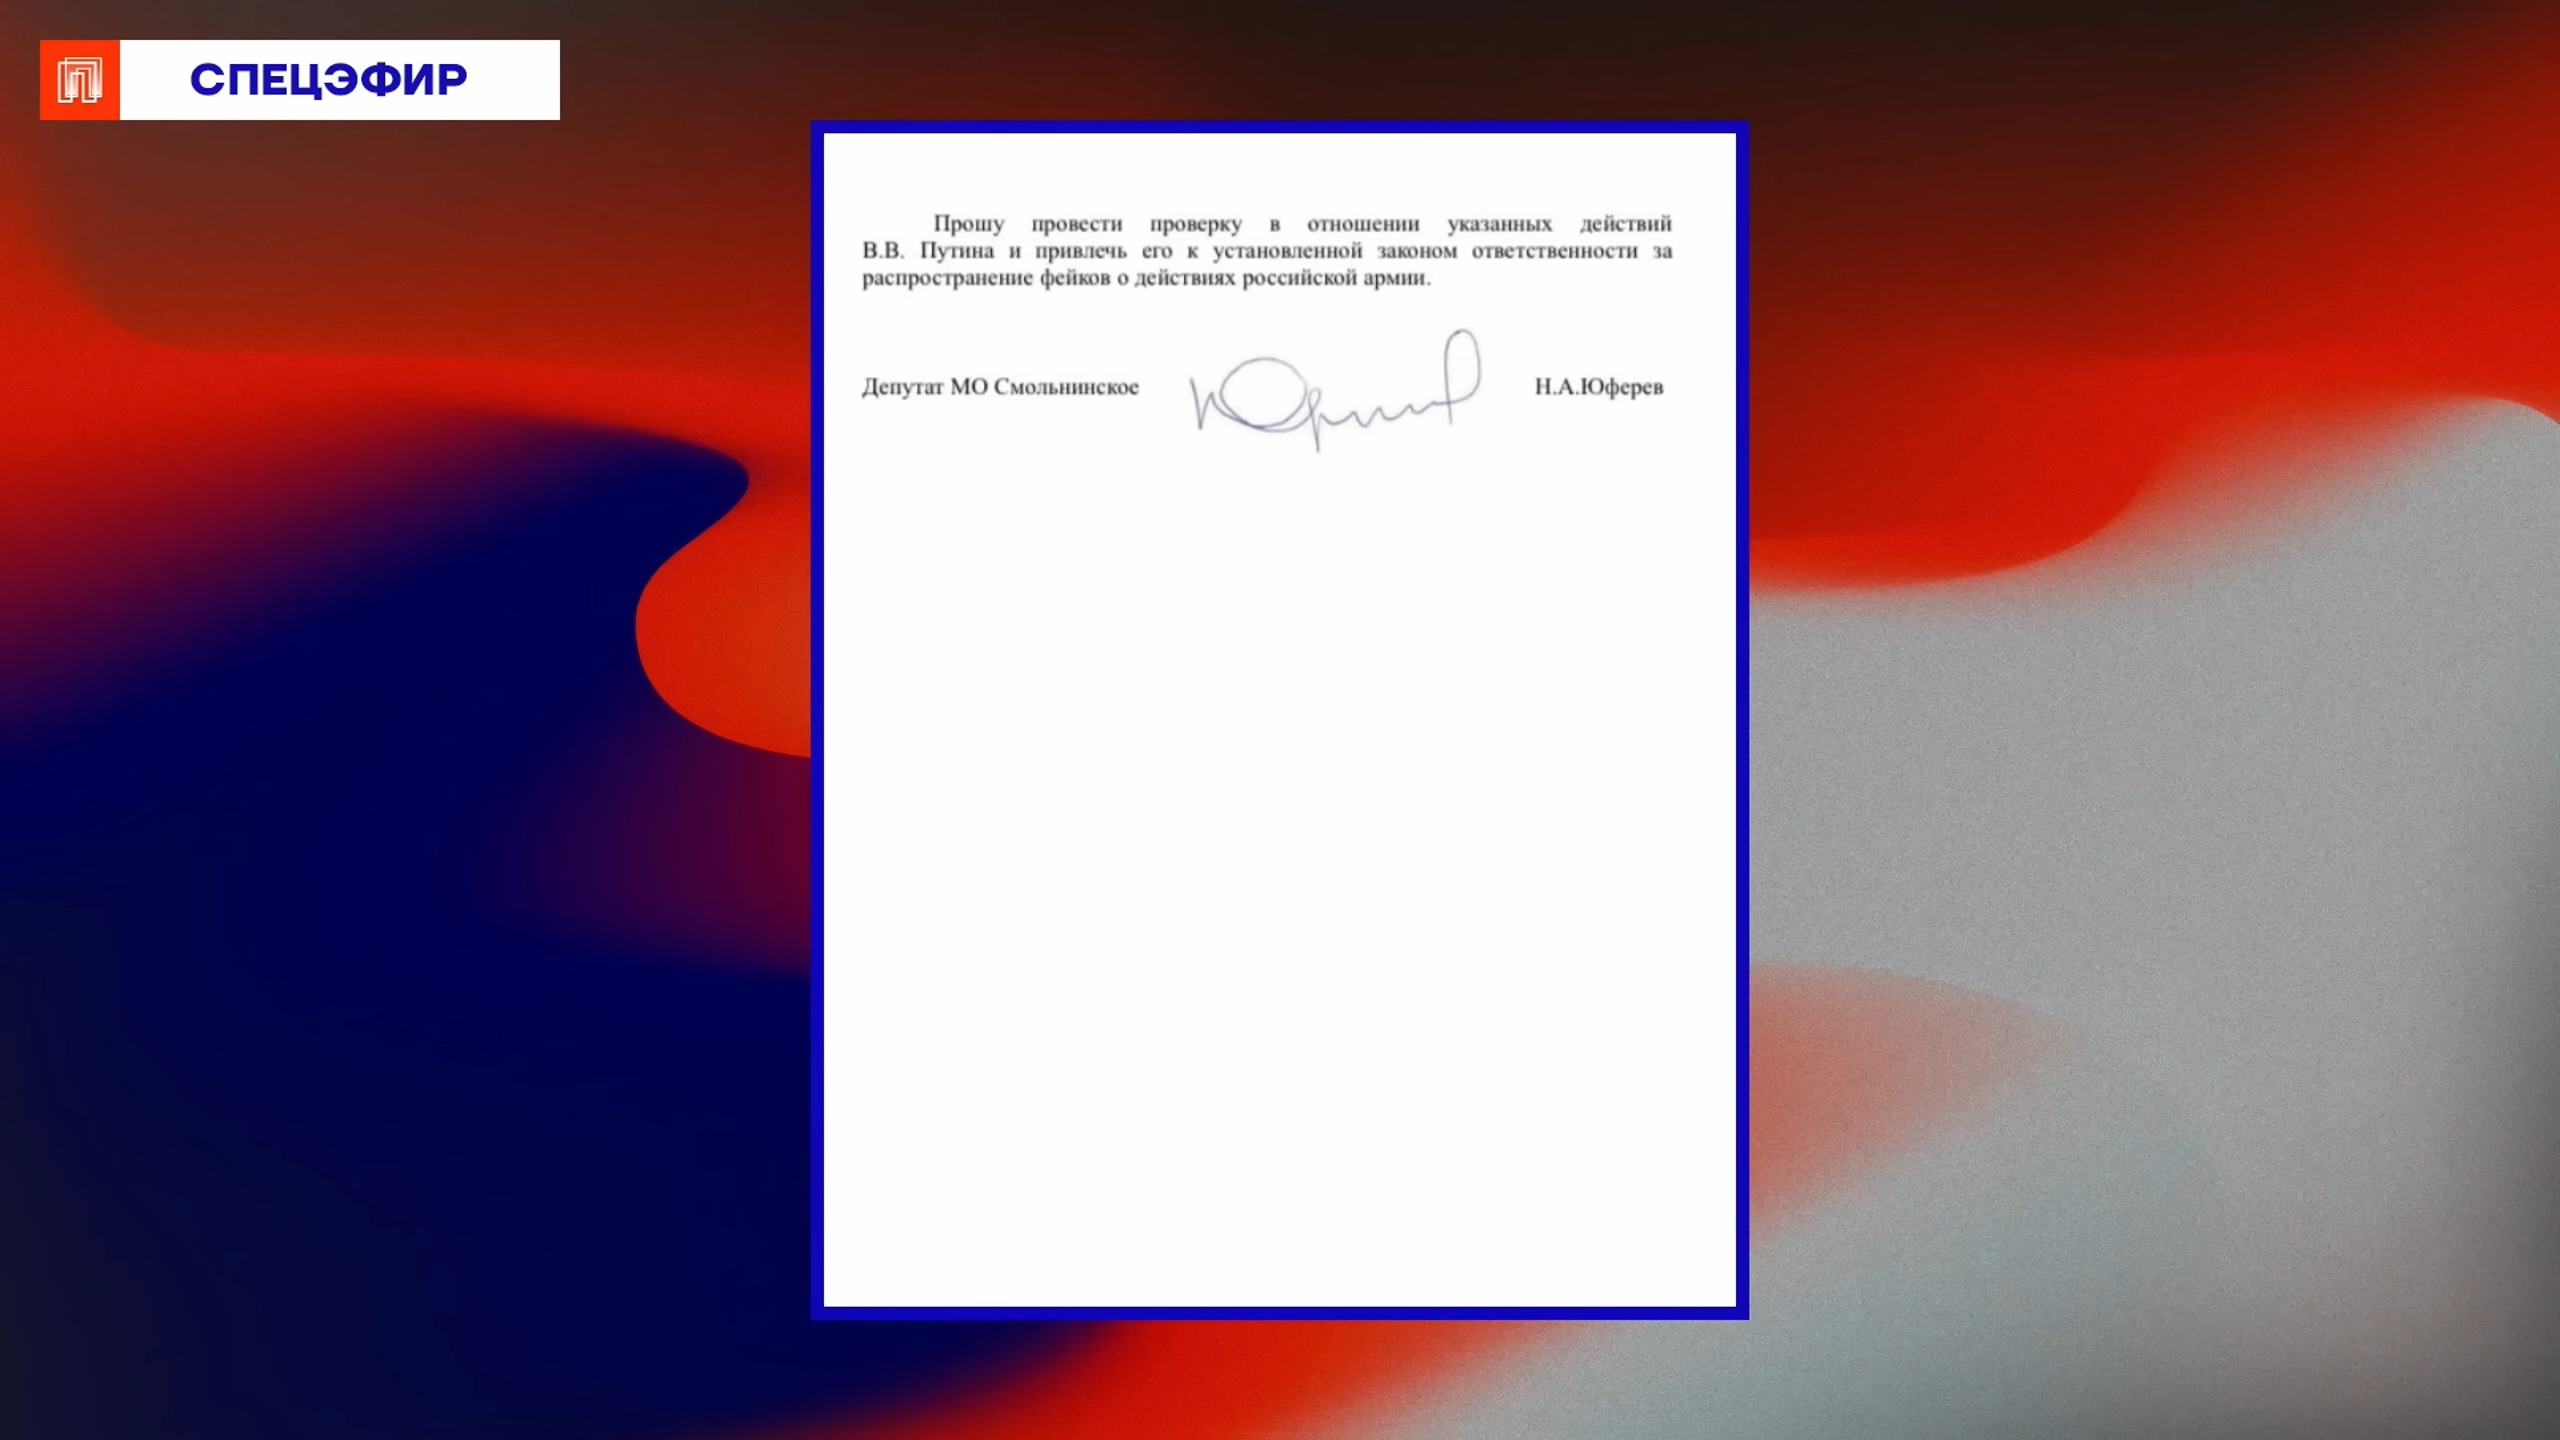 СПЕЦЭФИР
Прошу провести проверку в отношении указанных действий
В.В. Путина и привлечь его к установленной законом ответственности за
распространение фейков о действиях российской армии.
Депутат МО Смольнинское Н.А.Юферев